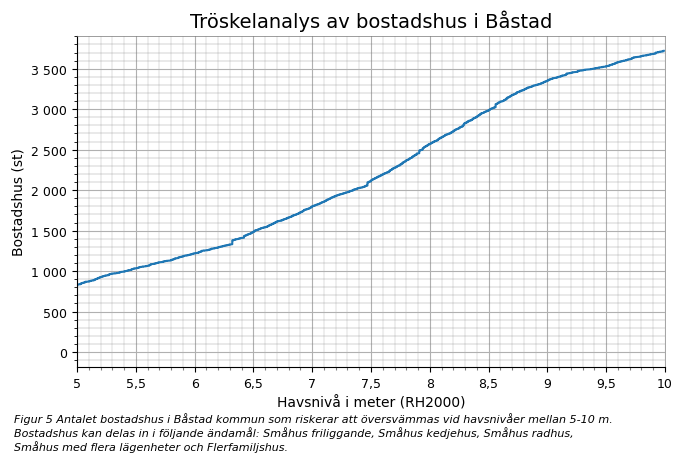 Tröskelanalys av bostadshus i Båstad
Bostadshus (st)
3 500
3 000
2 500
2 000
1 500
1 000
500
0
5 5,5 6 6,5 7 7,5 8 8,5 9 9,5 10
Havsnivå i meter (RH2000)
Figur 5 Antalet bostadshus i Båstad kommun som riskerar att översvämmas vid havsnivåer mellan 5-10 m.
Bostadshus kan delas in i följande ändamål: Småhus friliggande, Småhus kedjehus, Småhus radhus,
Småhus med flera lägenheter och Flerfamiljshus.